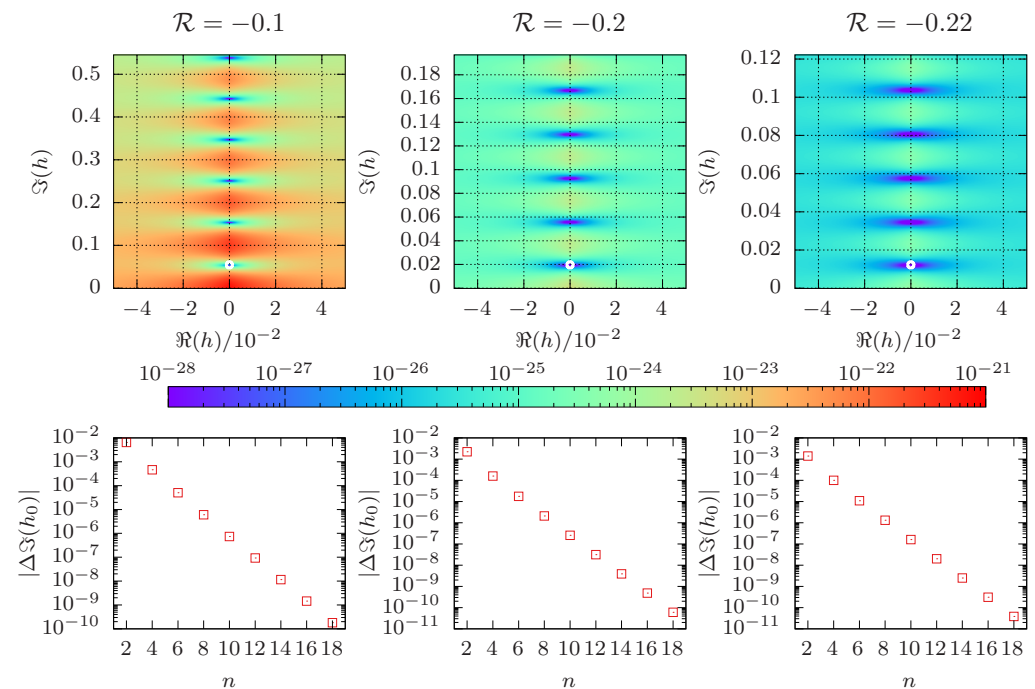 R = −0.1
R = −0.2
R = −0.22
ℑ(h)
0.5
0.4
0.3
0.2
0.1
0
−4 −2 0 2 4
ℜ(h)/10⁻²
ℑ(h)
0.18
0.16
0.14
0.12
0.1
0.08
0.06
0.04
0.02
0
−4 −2 0 2 4
ℜ(h)/10⁻²
ℑ(h)
0.12
0.1
0.08
0.06
0.04
0.02
0
−4 −2 0 2 4
ℜ(h)/10⁻²
10⁻²⁸ 10⁻²⁷ 10⁻²⁶ 10⁻²⁵ 10⁻²⁴ 10⁻²³ 10⁻²² 10⁻²¹
|Δℑ(h₀)|
10⁻²
10⁻³
10⁻⁴
10⁻⁵
10⁻⁶
10⁻⁷
10⁻⁸
10⁻⁹
10⁻¹⁰
2 4 6 8 10 12 14 16 18
n
|Δℑ(h₀)|
10⁻²
10⁻³
10⁻⁴
10⁻⁵
10⁻⁶
10⁻⁷
10⁻⁸
10⁻⁹
10⁻¹⁰
10⁻¹¹
2 4 6 8 10 12 14 16 18
n
|Δℑ(h₀)|
10⁻²
10⁻³
10⁻⁴
10⁻⁵
10⁻⁶
10⁻⁷
10⁻⁸
10⁻⁹
10⁻¹⁰
10⁻¹¹
2 4 6 8 10 12 14 16 18
n